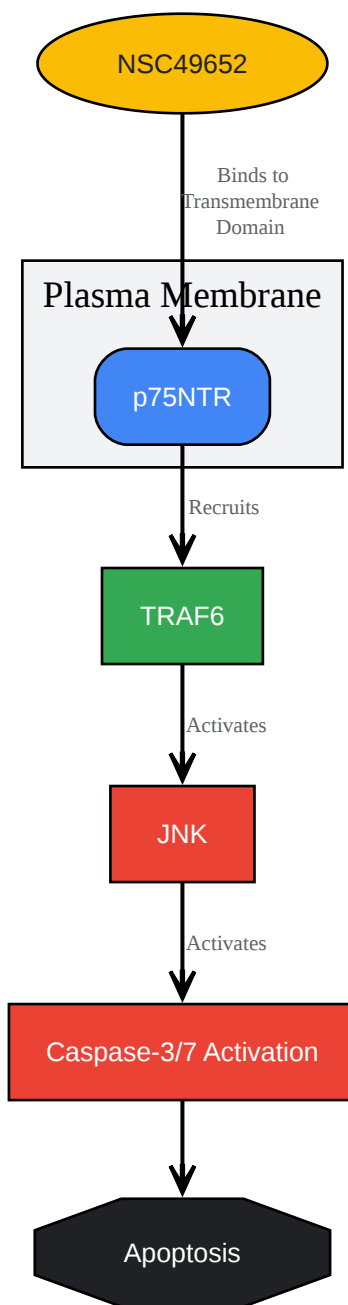 NSC49652
Binds to
Transmembrane
Domain
Plasma Membrane
p75NTR
Recruits
TRAF6
Activates
JNK
Activates
Caspase-3/7 Activation
Apoptosis